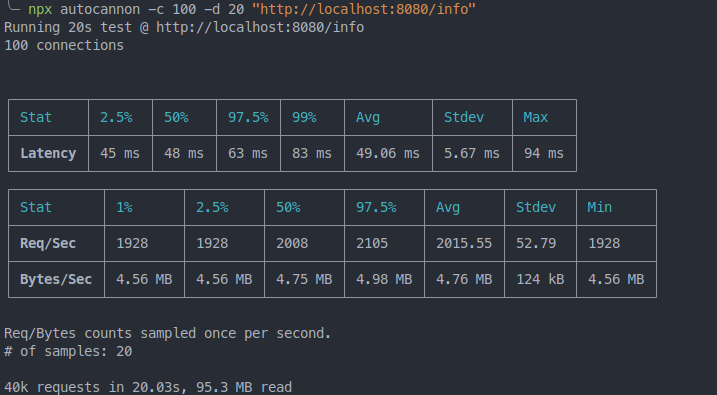 ╰─ npx autocannon -c 100 -d 20 "http://localhost:8080/info"
Running 20s test @ http://localhost:8080/info
100 connections
Stat 2.5% 50% 97.5% 99% Avg Stdev Max
Latency 45 ms 48 ms 63 ms 83 ms 49.06 ms 5.67 ms 94 ms
Stat 1% 2.5% 50% 97.5% Avg Stdev Min
Req/Sec 1928 1928 2008 2105 2015.55 52.79 1928
Bytes/Sec 4.56 MB 4.56 MB 4.75 MB 4.98 MB 4.76 MB 124 kB 4.56 MB
Req/Bytes counts sampled once per second.
# of samples: 20
40k requests in 20.03s, 95.3 MB read